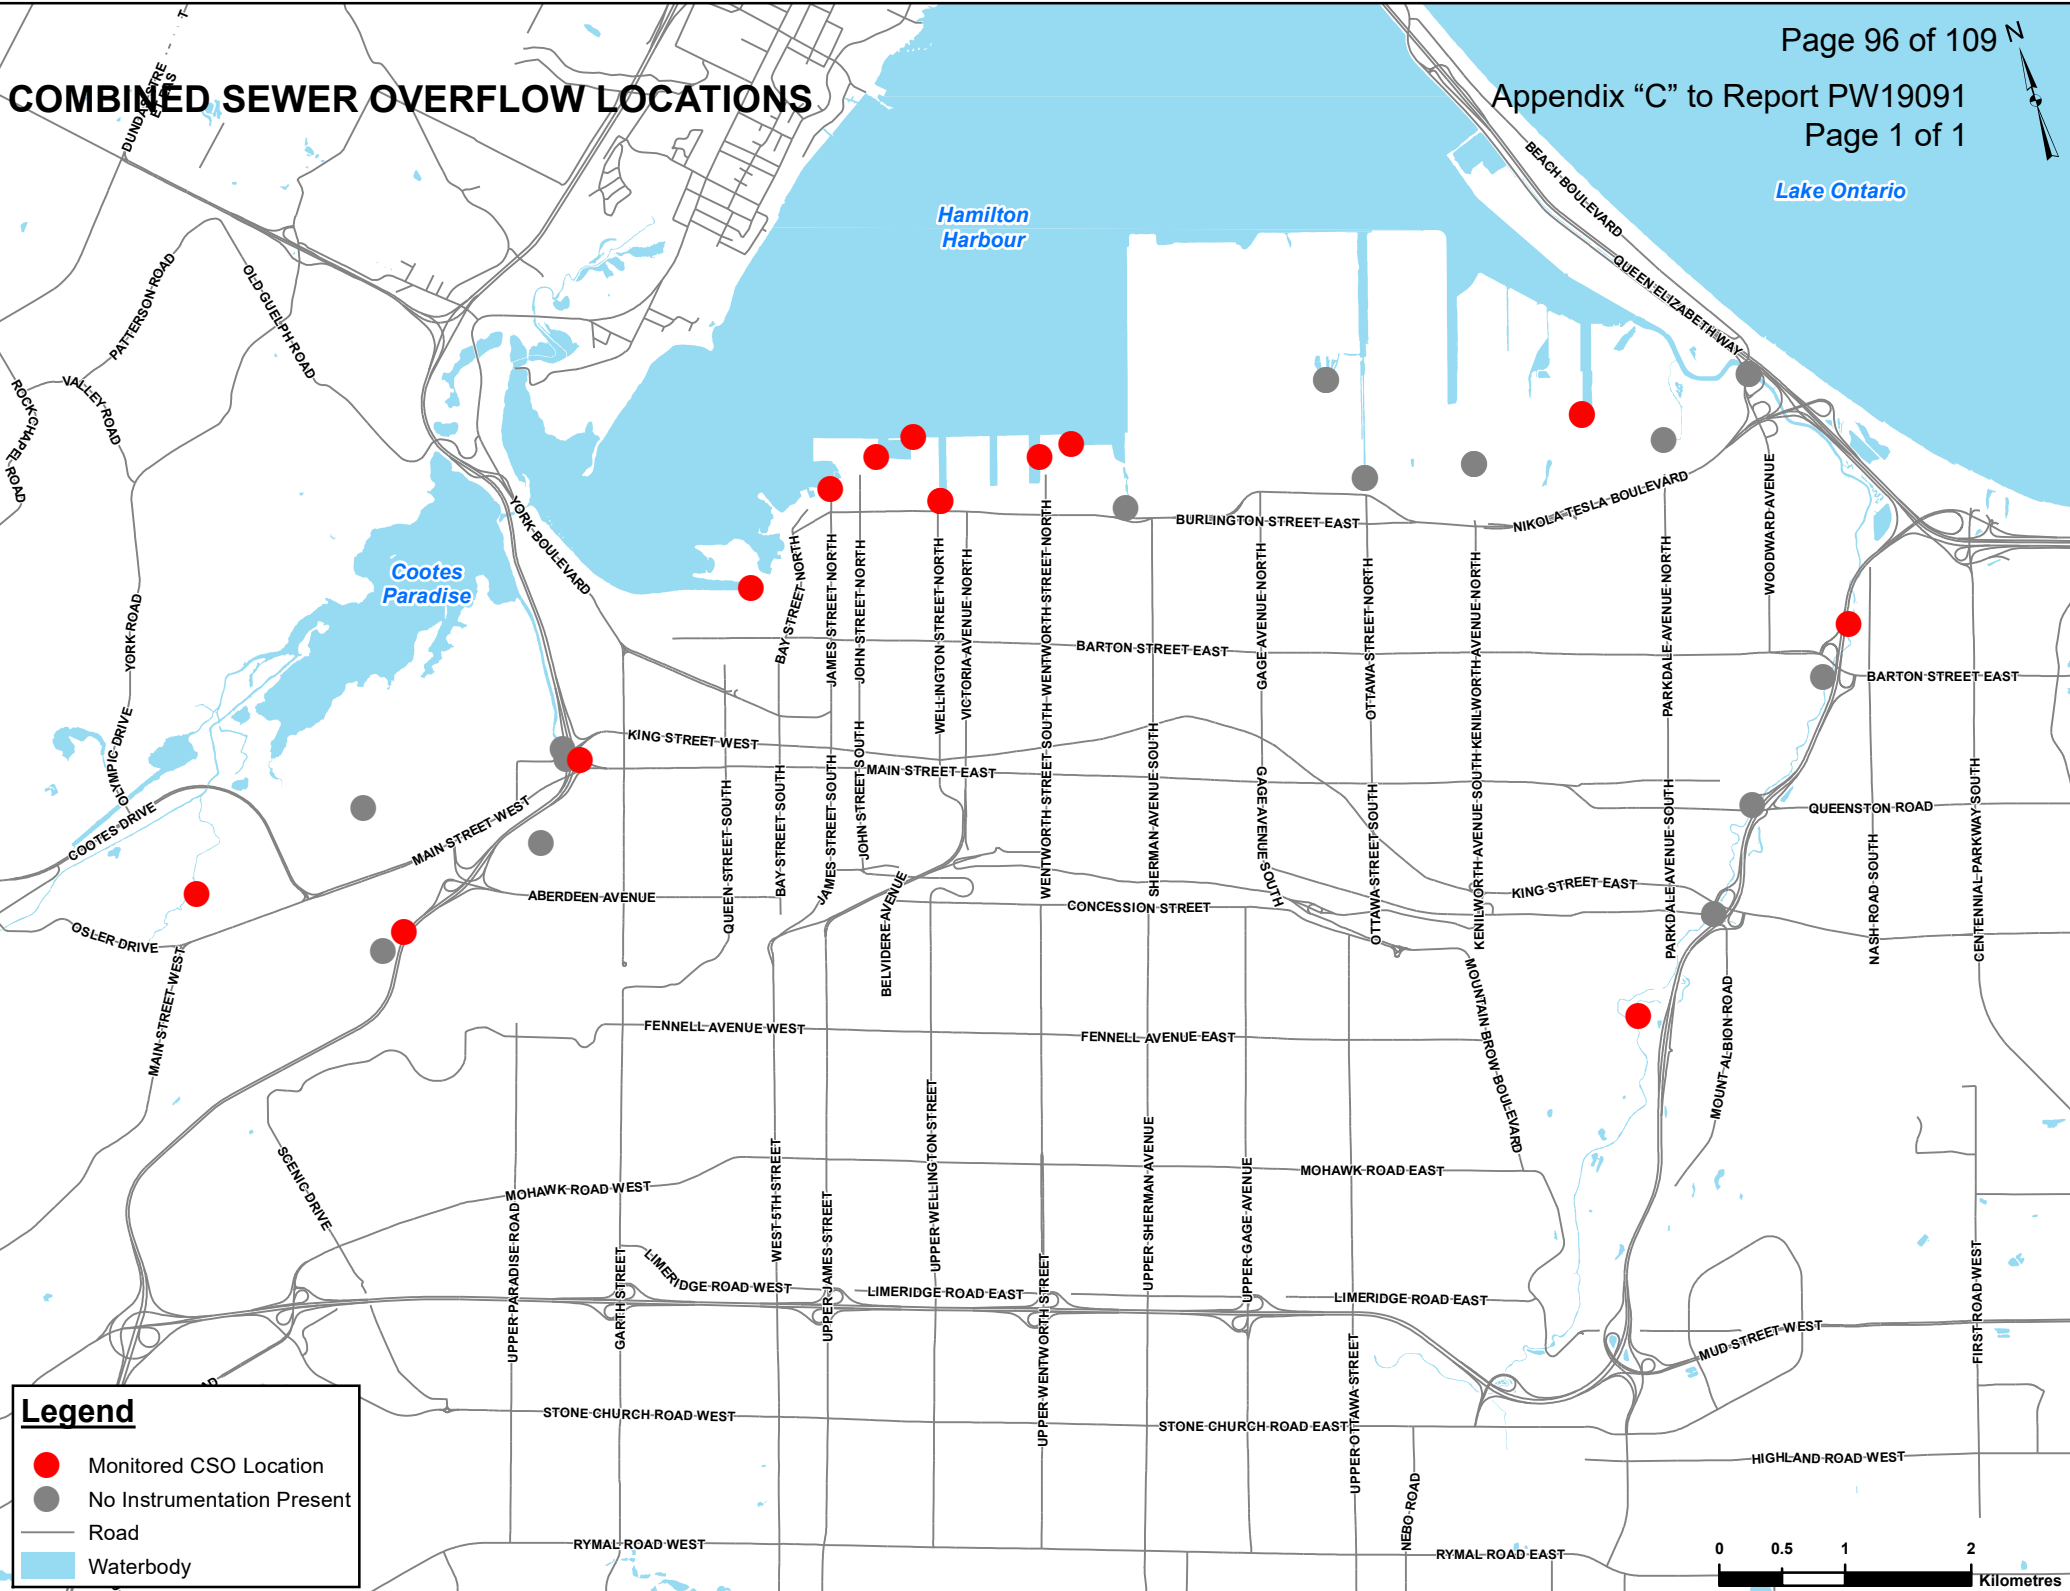 Page 96 of 109
N
COMBINED SEWER OVERFLOW LOCATIONS
Appendix “C” to Report PW19091
Page 1 of 1
Lake Ontario
Hamilton
Harbour
Cootes
Paradise
BEACH BOULEVARD
QUEEN ELIZABETH WAY
PATTERSON ROAD
OLD GUELPH ROAD
VALLEY ROAD
ROCK CHAPEL ROAD
YORK ROAD
YORK BOULEVARD
OLYMPIC DRIVE
COOTES DRIVE
OSLER DRIVE
MAIN STREET WEST
MAIN STREET WEST
ABERDEEN AVENUE
KING STREET WEST
MAIN STREET EAST
BURLINGTON STREET EAST
NIKOLA TESLA BOULEVARD
BARTON STREET EAST
BARTON STREET EAST
WOODWARD AVENUE
BAY STREET NORTH
JAMES STREET NORTH
JOHN STREET NORTH
WELLINGTON STREET NORTH
VICTORIA AVENUE NORTH
WENTWORTH STREET NORTH
WENTWORTH STREET SOUTH
SHERMAN AVENUE SOUTH
GAGE AVENUE NORTH
GAGE AVENUE SOUTH
OTTAWA STREET NORTH
OTTAWA STREET SOUTH
KENILWORTH AVENUE NORTH
KENILWORTH AVENUE SOUTH
PARKDALE AVENUE NORTH
PARKDALE AVENUE SOUTH
QUEENSTON ROAD
KING STREET EAST
NASH ROAD SOUTH
CENTENNIAL PARKWAY SOUTH
QUEEN STREET SOUTH
BAY STREET SOUTH
JAMES STREET SOUTH
JOHN STREET SOUTH
BELVIDERE AVENUE
CONCESSION STREET
MOUNTAIN BROW BOULEVARD
MOUNT ALBION ROAD
FENNELL AVENUE WEST
FENNELL AVENUE EAST
SCENIC DRIVE
MOHAWK ROAD WEST
MOHAWK ROAD EAST
UPPER PARADISE ROAD
GARTH STREET
WEST 5TH STREET
UPPER JAMES STREET
UPPER WELLINGTON STREET
UPPER WENTWORTH STREET
UPPER SHERMAN AVENUE
UPPER GAGE AVENUE
UPPER OTTAWA STREET
LIMERIDGE ROAD WEST
LIMERIDGE ROAD EAST
LIMERIDGE ROAD EAST
MUD STREET WEST
FIRST ROAD WEST
STONE CHURCH ROAD WEST
STONE CHURCH ROAD EAST
HIGHLAND ROAD WEST
NEBO ROAD
RYMAL ROAD WEST
RYMAL ROAD EAST
Legend
Monitored CSO Location
No Instrumentation Present
Road
Waterbody
0 0.5 1 2
Kilometres